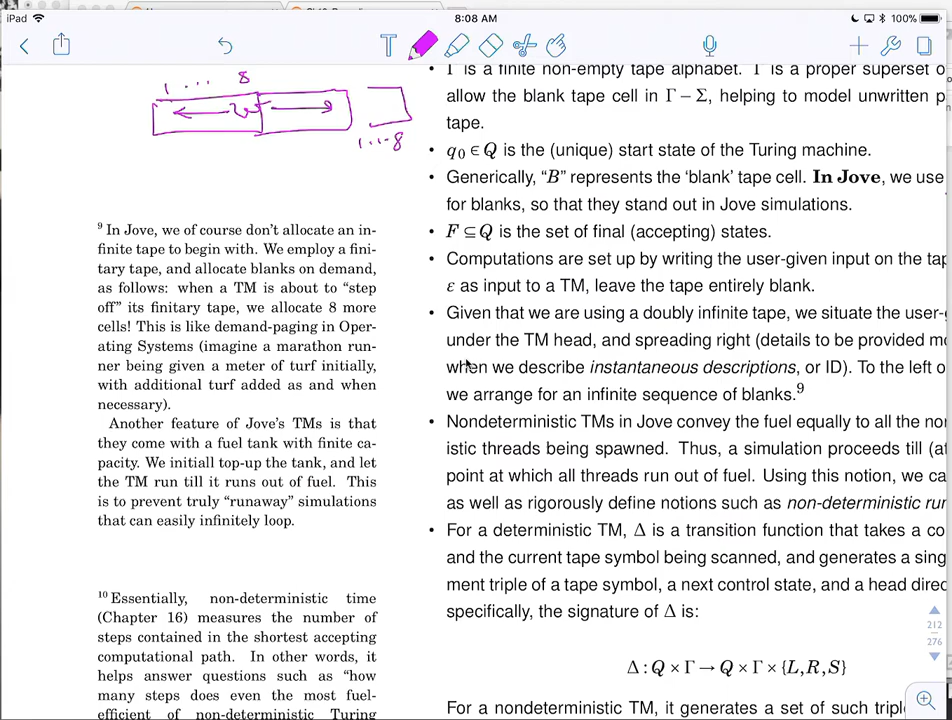 iPad
8:08 AM
100%
T
1 ... 8
1 ... 8
Γ is a finite non-empty tape alphabet. Γ is a proper superset o
allow the blank tape cell in Γ − Σ, helping to model unwritten p
tape.
• q₀ ∈ Q is the (unique) start state of the Turing machine.
• Generically, “B” represents the ‘blank’ tape cell. In Jove, we use
for blanks, so that they stand out in Jove simulations.
• F ⊆ Q is the set of final (accepting) states.
• Computations are set up by writing the user-given input on the tap
ε as input to a TM, leave the tape entirely blank.
• Given that we are using a doubly infinite tape, we situate the user-
under the TM head, and spreading right (details to be provided mo
when we describe instantaneous descriptions, or ID). To the left o
we arrange for an infinite sequence of blanks.⁹
• Nondeterministic TMs in Jove convey the fuel equally to all the no
istic threads being spawned. Thus, a simulation proceeds till (at
point at which all threads run out of fuel. Using this notion, we ca
as well as rigorously define notions such as non-deterministic run
• For a deterministic TM, Δ is a transition function that takes a co
and the current tape symbol being scanned, and generates a sing
ment triple of a tape symbol, a next control state, and a head direc
specifically, the signature of Δ is:
Δ : Q × Γ → Q × Γ × {L,R,S}
For a nondeterministic TM, it generates a set of such triple
⁹ In Jove, we of course don’t allocate an in-
finite tape to begin with. We employ a fini-
tary tape, and allocate blanks on demand,
as follows: when a TM is about to “step
off” its finitary tape, we allocate 8 more
cells! This is like demand-paging in Oper-
ating Systems (imagine a marathon run-
ner being given a meter of turf initially,
with additional turf added as and when
necessary).
Another feature of Jove’s TMs is that
they come with a fuel tank with finite ca-
pacity. We initiall top-up the tank, and let
the TM run till it runs out of fuel. This
is to prevent truly “runaway” simulations
that can easily infinitely loop.
¹⁰ Essentially, non-deterministic time
(Chapter 16) measures the number of
steps contained in the shortest accepting
computational path. In other words, it
helps answer questions such as “how
many steps does even the most fuel-
efficient of non-deterministic Turing
212
276